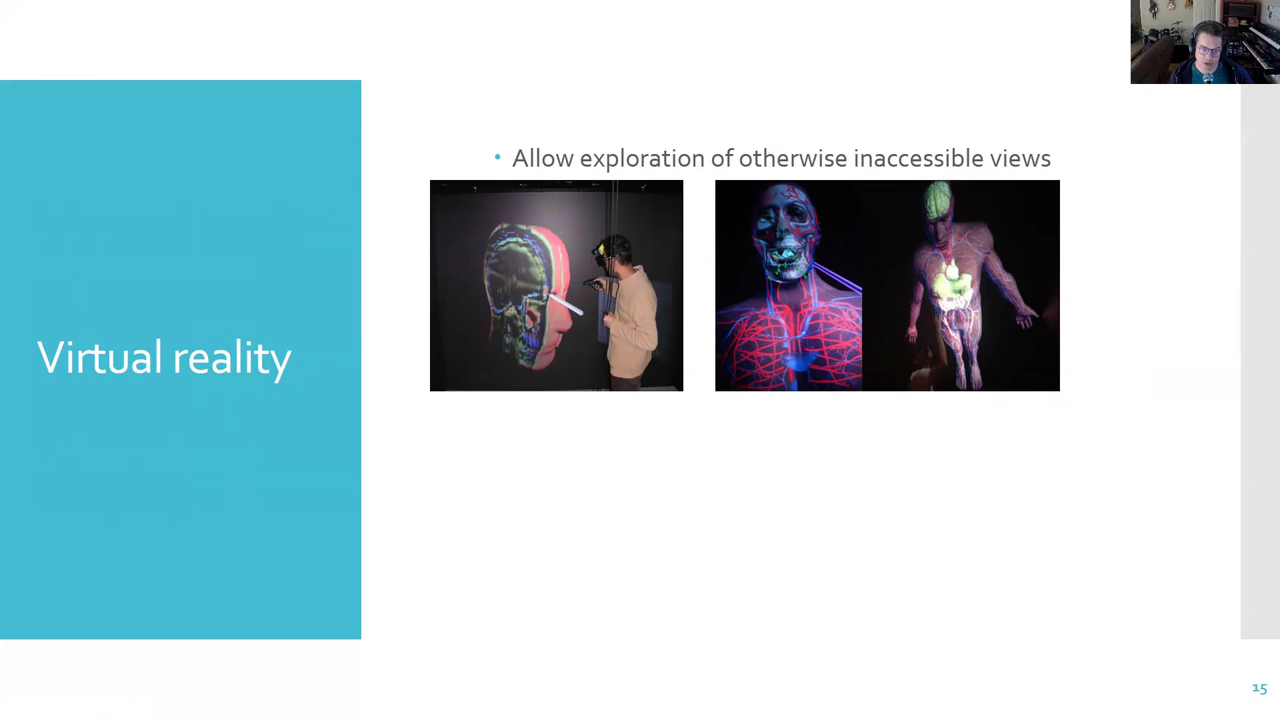 • Allow exploration of otherwise inaccessible views
Virtual reality
15